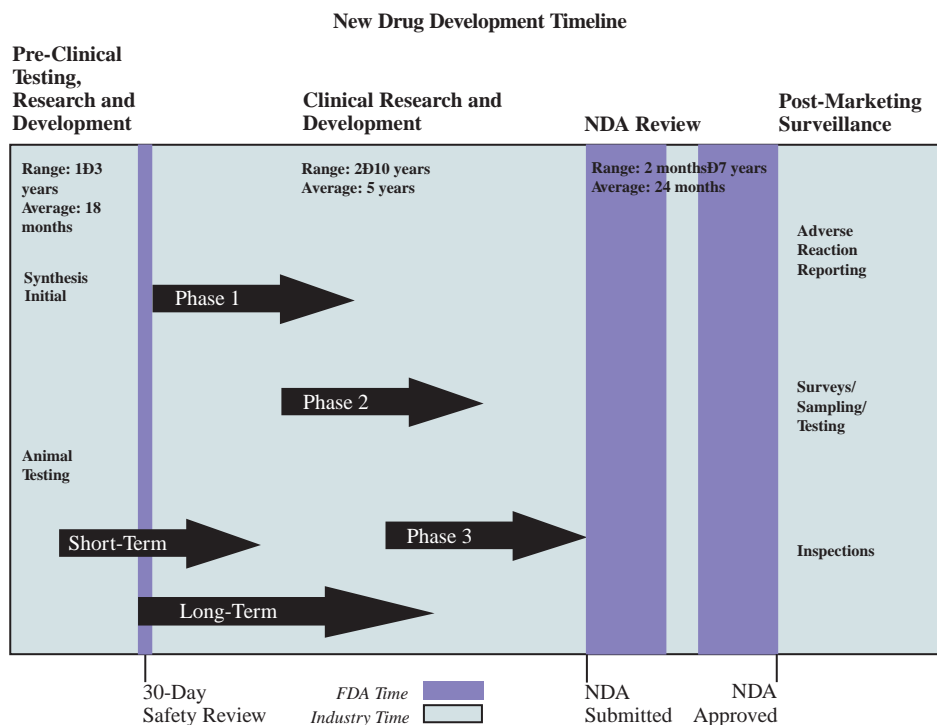 New Drug Development Timeline
Pre-Clinical
Testing,
Research and
Development
Clinical Research and
Development
NDA Review
Post-Marketing
Surveillance
Range: 1Ð3
years
Average: 18
months
Range: 2Ð10 years
Average: 5 years
Range: 2 monthsÐ7 years
Average: 24 months
Adverse
Reaction
Reporting
Synthesis
Initial
Phase 1
Phase 2
Surveys/
Sampling/
Testing
Animal
Testing
Short-Term
Phase 3
Inspections
Long-Term
30-Day
Safety Review
FDA Time
Industry Time
NDA
Submitted
NDA
Approved